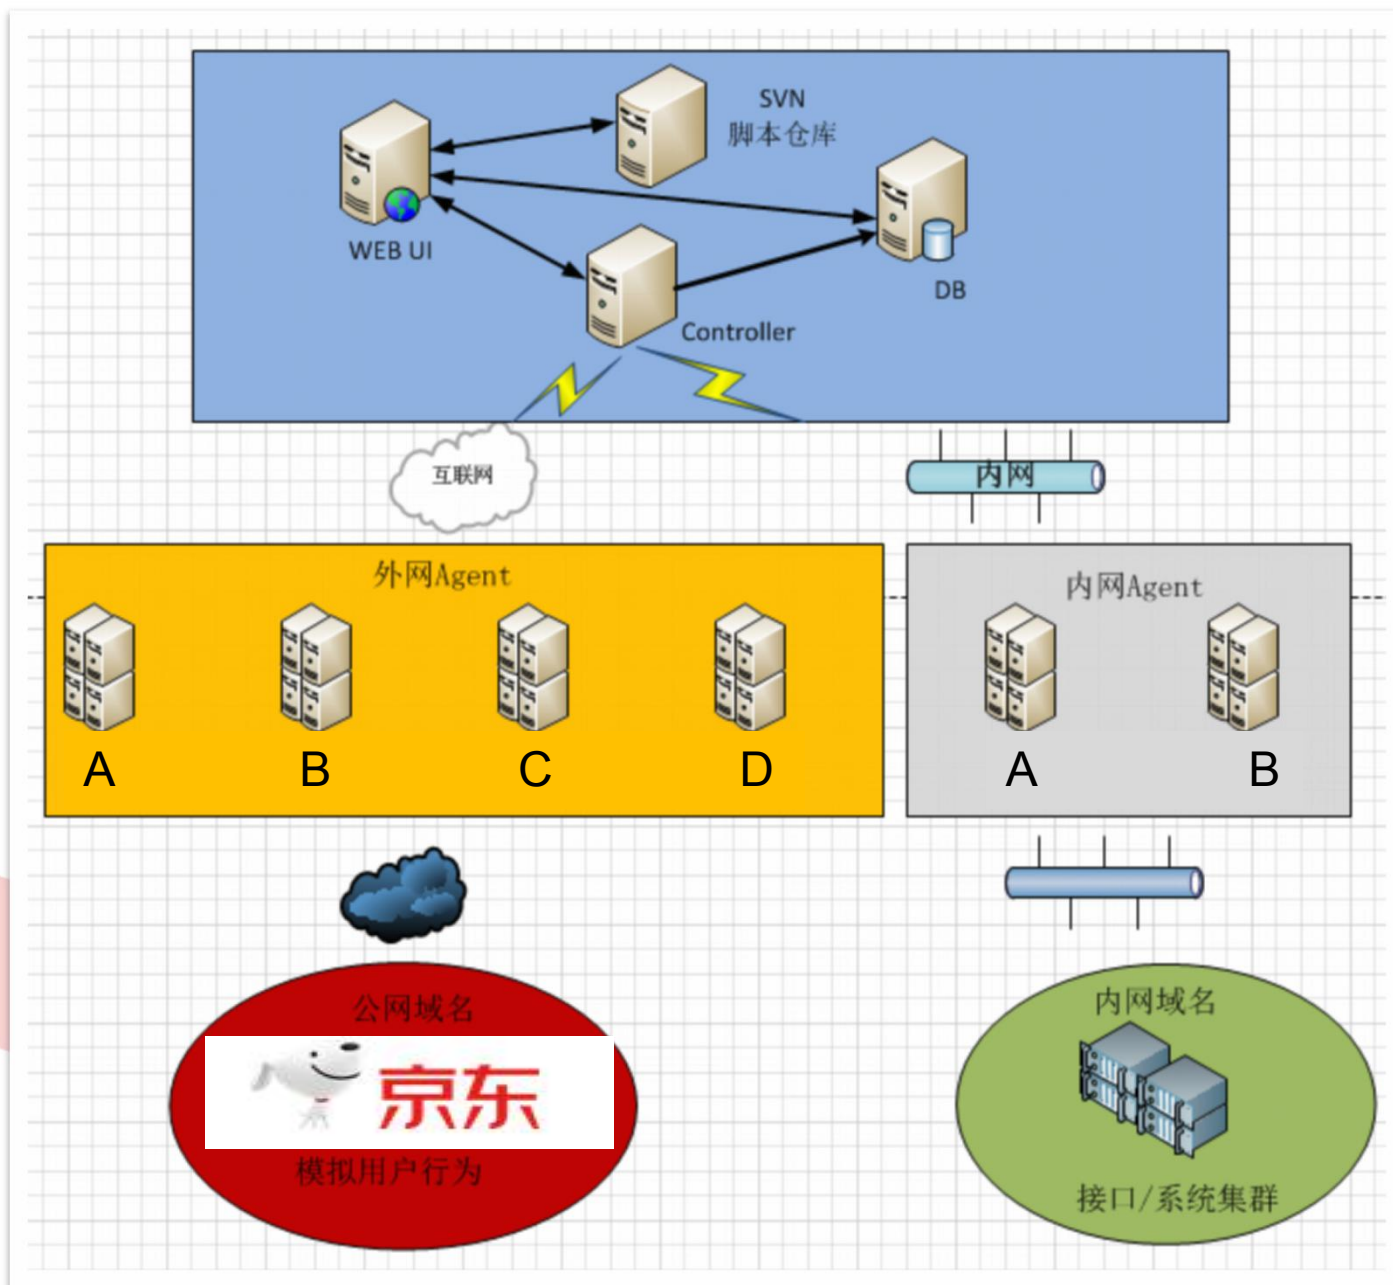 SVN
脚本仓库
WEB UI
DB
Controller
互联网
内网
外网Agent
内网Agent
A
B
C
D
A
B
公网域名
京东
模拟用户行为
内网域名
接口/系统集群